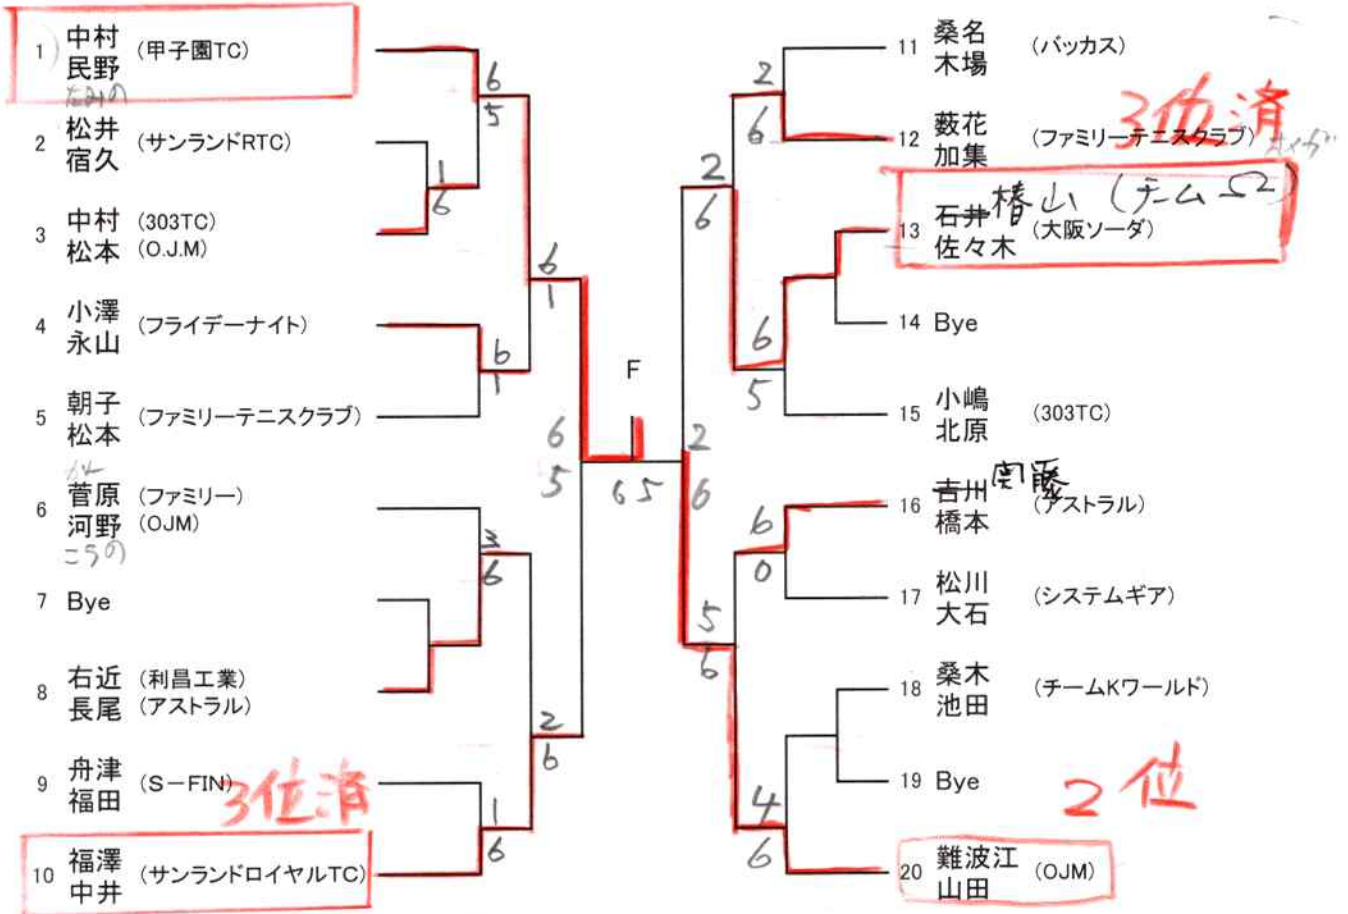 1 中村 (甲子園TC)
民野
たみの
2 松井 (サンランドRTC)
宿久
3 中村 (303TC)
松本 (O.J.M)
4 小澤 (フライデーナイト)
永山
5 朝子 (ファミリーテニスクラブ)
松本
6 菅原 (ファミリー)
河野 (OJM)
こうの
7 Bye
8 右近 (利昌工業)
長尾 (アストラル)
9 舟津 (S-FIN)
福田
3位済
10 福澤 (サンランドロイヤルTC)
中井
6
5
1
6
6
1
6
1
6
5
3
6
2
6
1
6
F
6 5
2
6
2
6
6
5
2
6
6
0
5
6
4
6
11 桑名 (バッカス)
木場
3位済
12 薮花 (ファミリーテニスクラブ)
加集
椿山 (チームΩ)
13 石井 (大阪ソーダ)
佐々木
14 Bye
15 小嶋 (303TC)
北原
関藤
16 吉川 (アストラル)
橋本
17 松川 (システムギア)
大石
18 桑木 (チームKワールド)
池田
19 Bye
2位
20 難波江 (OJM)
山田